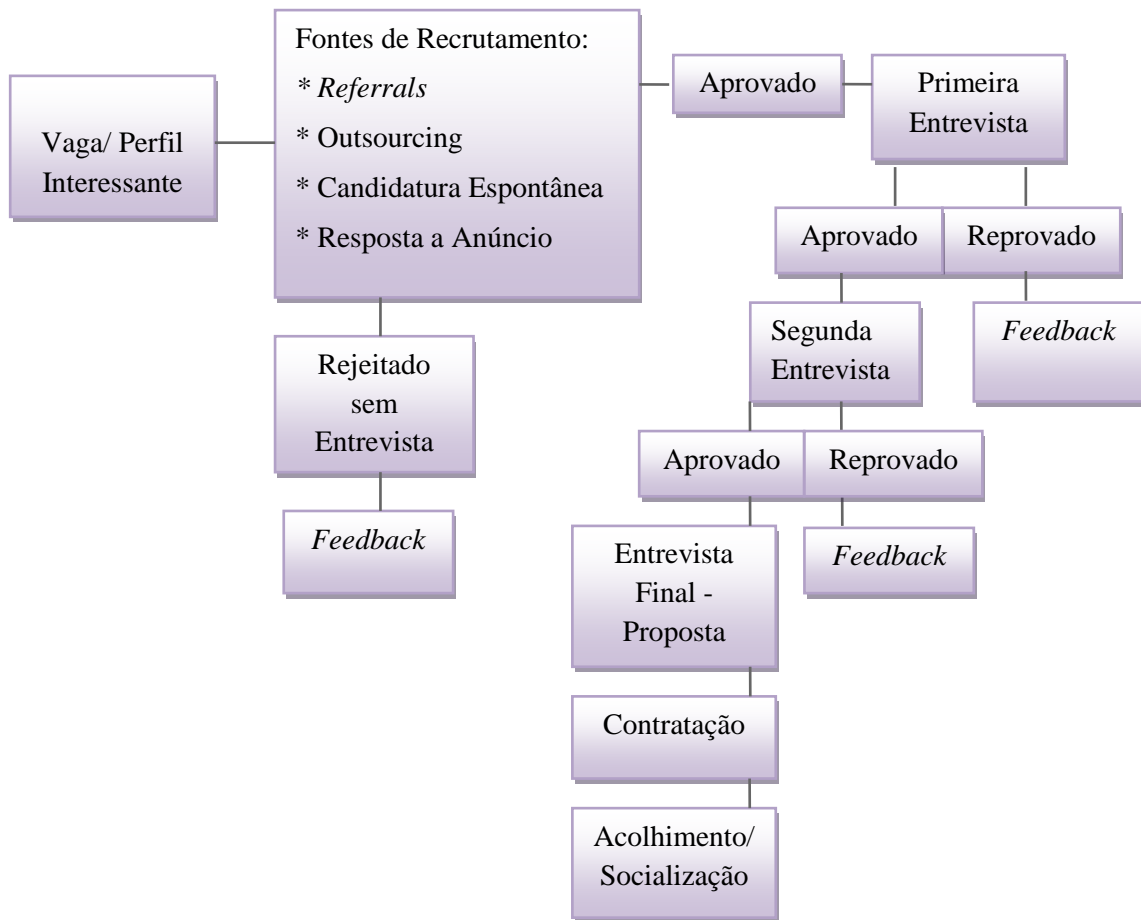 Vaga/ Perfil
Interessante
Fontes de Recrutamento:
* Referrals
* Outsourcing
* Candidatura Espontânea
* Resposta a Anúncio
Aprovado
Primeira
Entrevista
Aprovado
Reprovado
Segunda
Entrevista
Feedback
Rejeitado
sem
Entrevista
Feedback
Aprovado
Reprovado
Entrevista
Final -
Proposta
Feedback
Contratação
Acolhimento/
Socialização